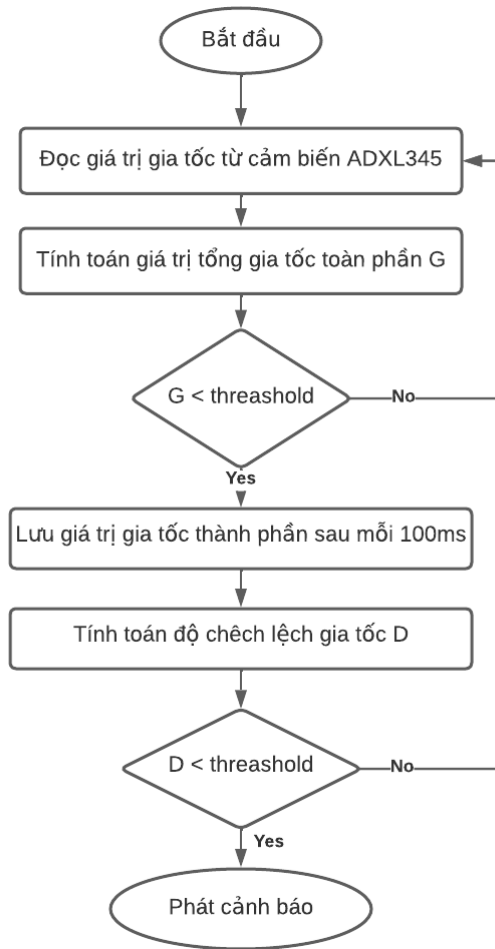 Bắt đầu
Đọc giá trị gia tốc từ cảm biến ADXL345
Tính toán giá trị tổng gia tốc toàn phần G
G < threashold
No
Yes
Lưu giá trị gia tốc thành phần sau mỗi 100ms
Tính toán độ chêch lệch gia tốc D
D < threashold
No
Yes
Phát cảnh báo